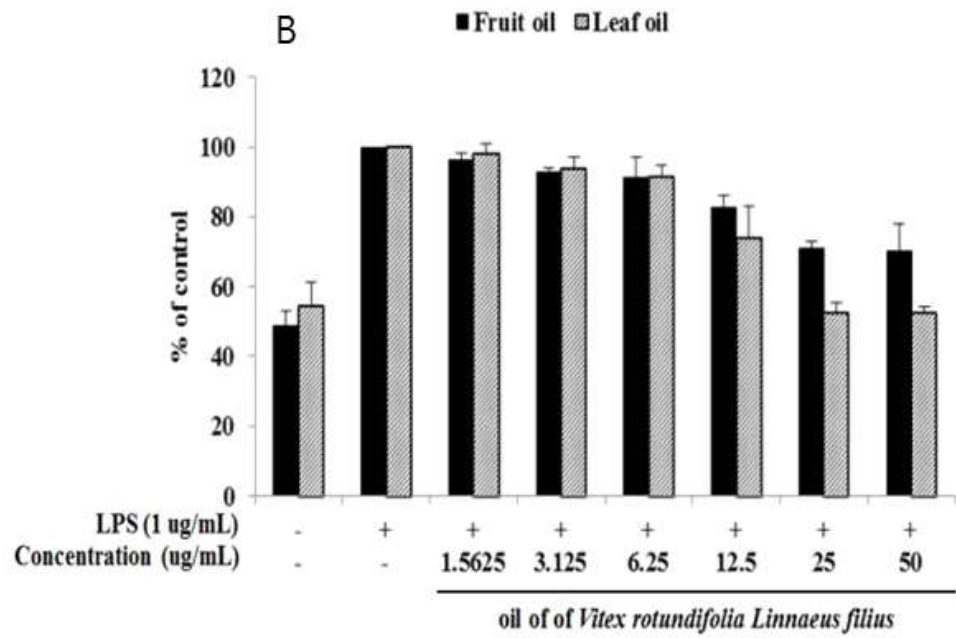 B
Fruit oil Leaf oil
120
100
80
60
40
20
0
% of control
LPS (1 ug/mL) - + + + + + + +
Concentration (ug/mL) - - 1.5625 3.125 6.25 12.5 25 50
oil of of Vitex rotundifolia Linnaeus filius